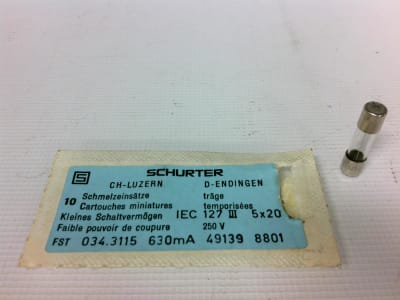 S SCHURTER
CH-LUZERN D-ENDINGEN
10 Schmelzeinsätze träge
Cartouches miniatures temporisées
Kleines Schaltvermögen IEC 127 III 5x20
Faible pouvoir de coupure 250 V
FST 034.3115 630mA 49139 8801